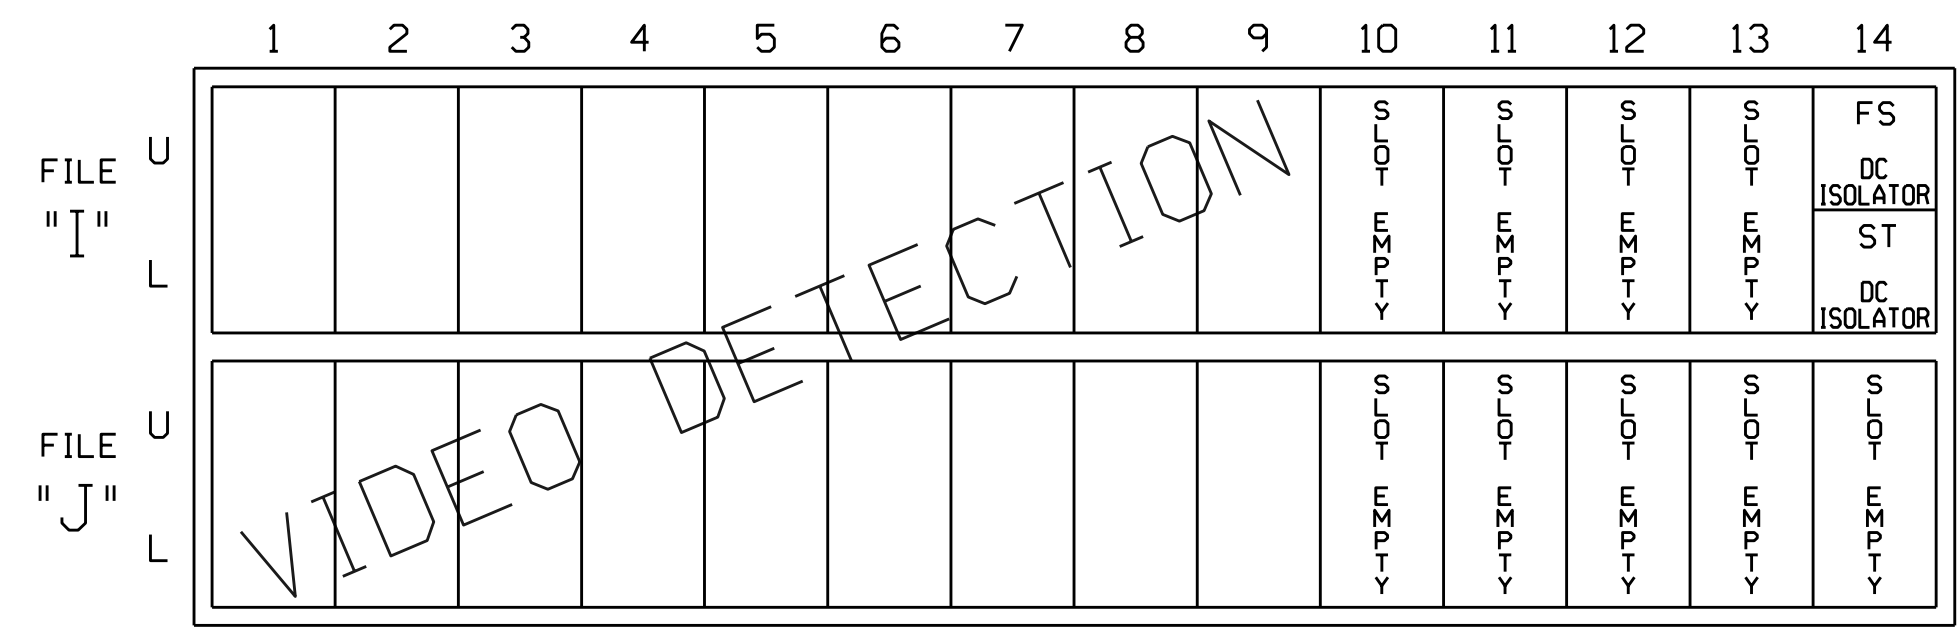 1 2 3 4 5 6 7 8 9 10 11 12 13 14
FILE "I"
U
L
SLOT EMPTY
SLOT EMPTY
SLOT EMPTY
SLOT EMPTY
FS
DC
ISOLATOR
ST
DC
ISOLATOR
VIDEO DETECTION
FILE "J"
U
L
SLOT EMPTY
SLOT EMPTY
SLOT EMPTY
SLOT EMPTY
SLOT EMPTY